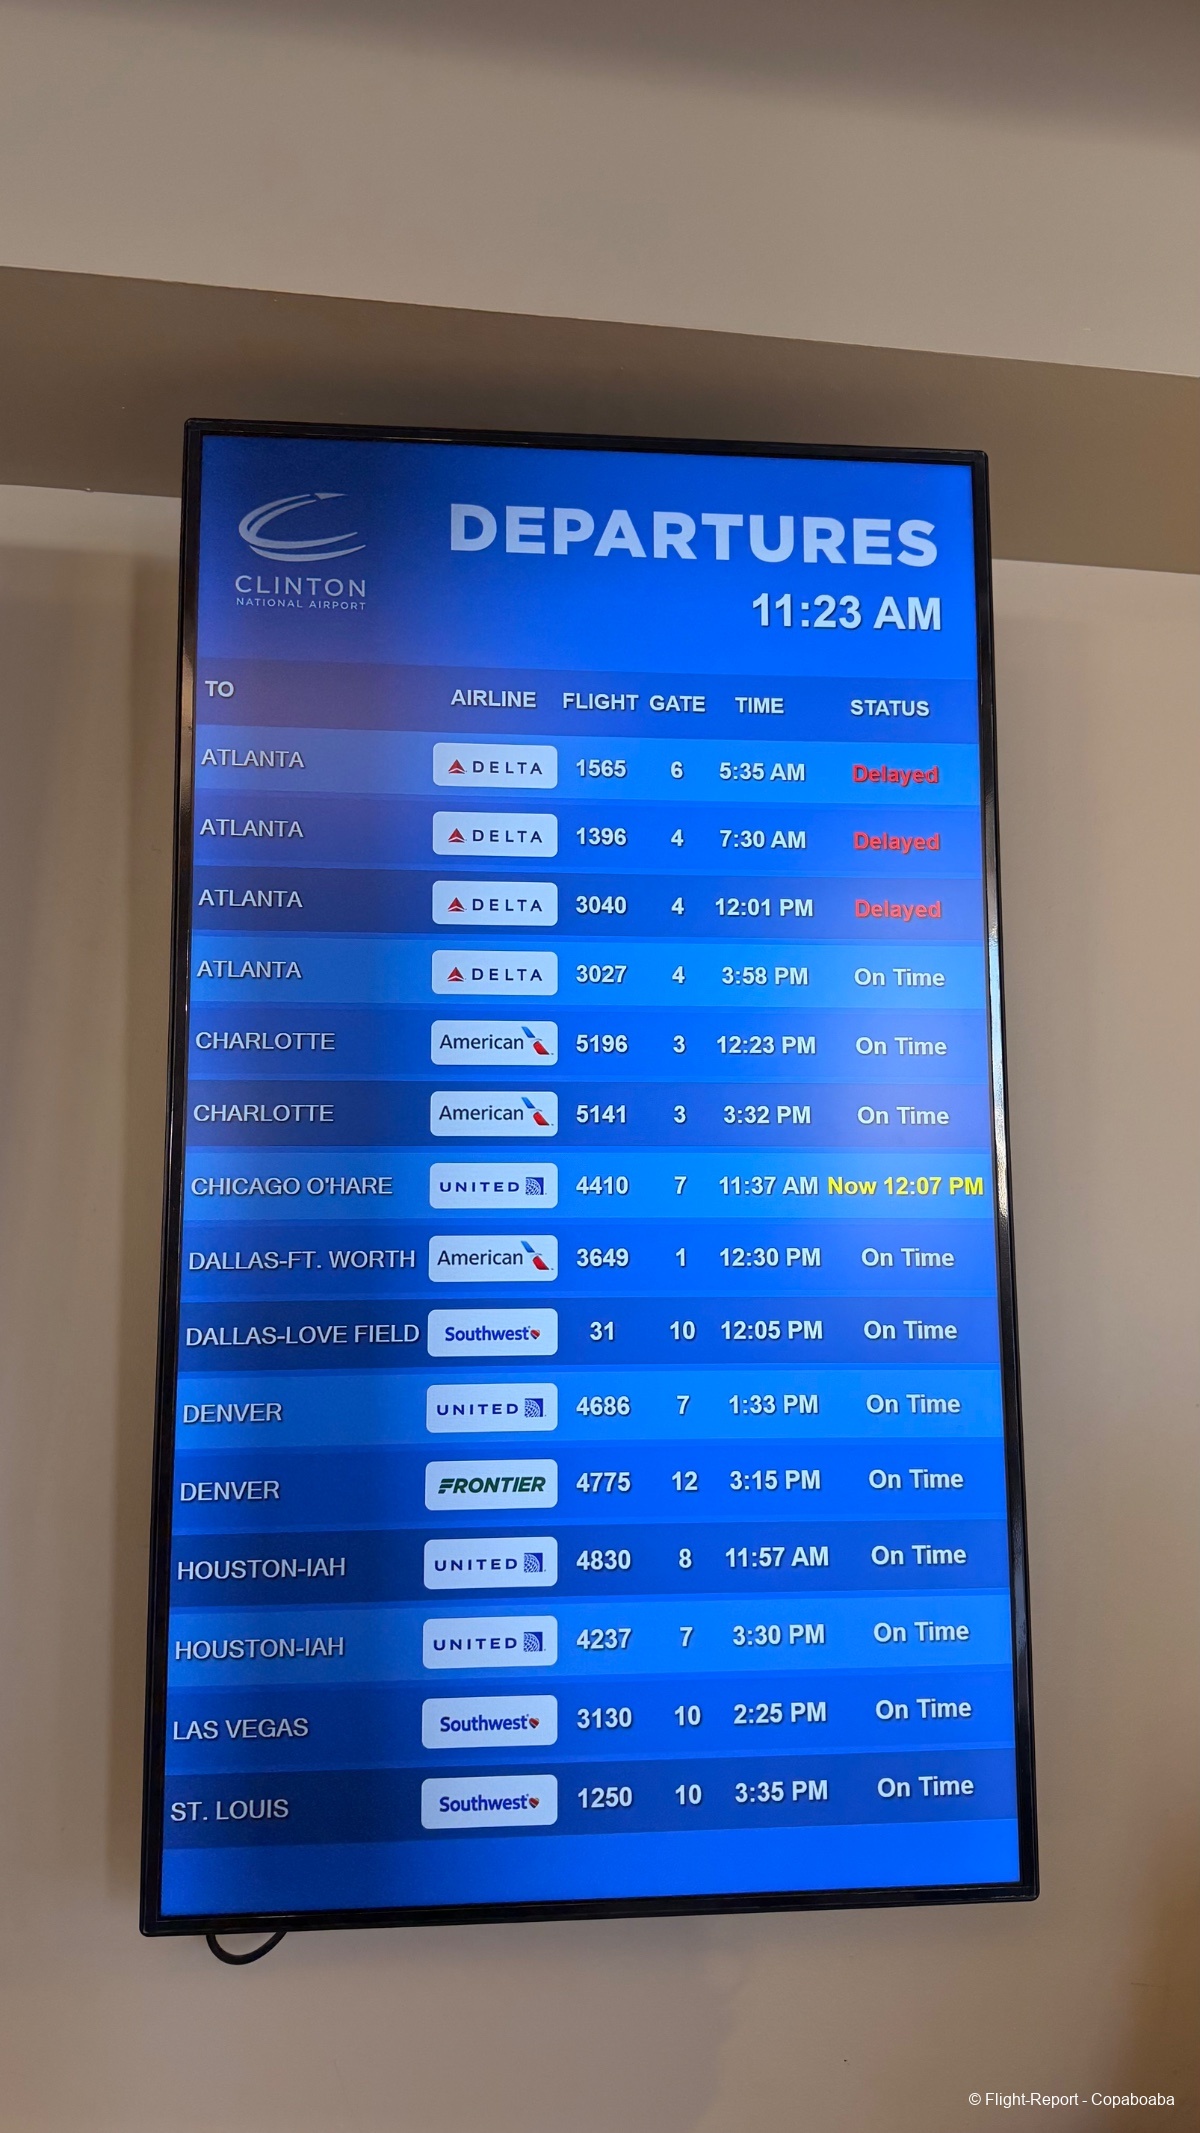 CLINTON
NATIONAL AIRPORT
DEPARTURES
11:23 AM
TO AIRLINE FLIGHT GATE TIME STATUS
ATLANTA DELTA 1565 6 5:35 AM Delayed
ATLANTA DELTA 1396 4 7:30 AM Delayed
ATLANTA DELTA 3040 4 12:01 PM Delayed
ATLANTA DELTA 3027 4 3:58 PM On Time
CHARLOTTE American 5196 3 12:23 PM On Time
CHARLOTTE American 5141 3 3:32 PM On Time
CHICAGO O'HARE UNITED 4410 7 11:37 AM Now 12:07 PM
DALLAS-FT. WORTH American 3649 1 12:30 PM On Time
DALLAS-LOVE FIELD Southwest 31 10 12:05 PM On Time
DENVER UNITED 4686 7 1:33 PM On Time
DENVER FRONTIER 4775 12 3:15 PM On Time
HOUSTON-IAH UNITED 4830 8 11:57 AM On Time
HOUSTON-IAH UNITED 4237 7 3:30 PM On Time
LAS VEGAS Southwest 3130 10 2:25 PM On Time
ST. LOUIS Southwest 1250 10 3:35 PM On Time
© Flight-Report - Copaboaba